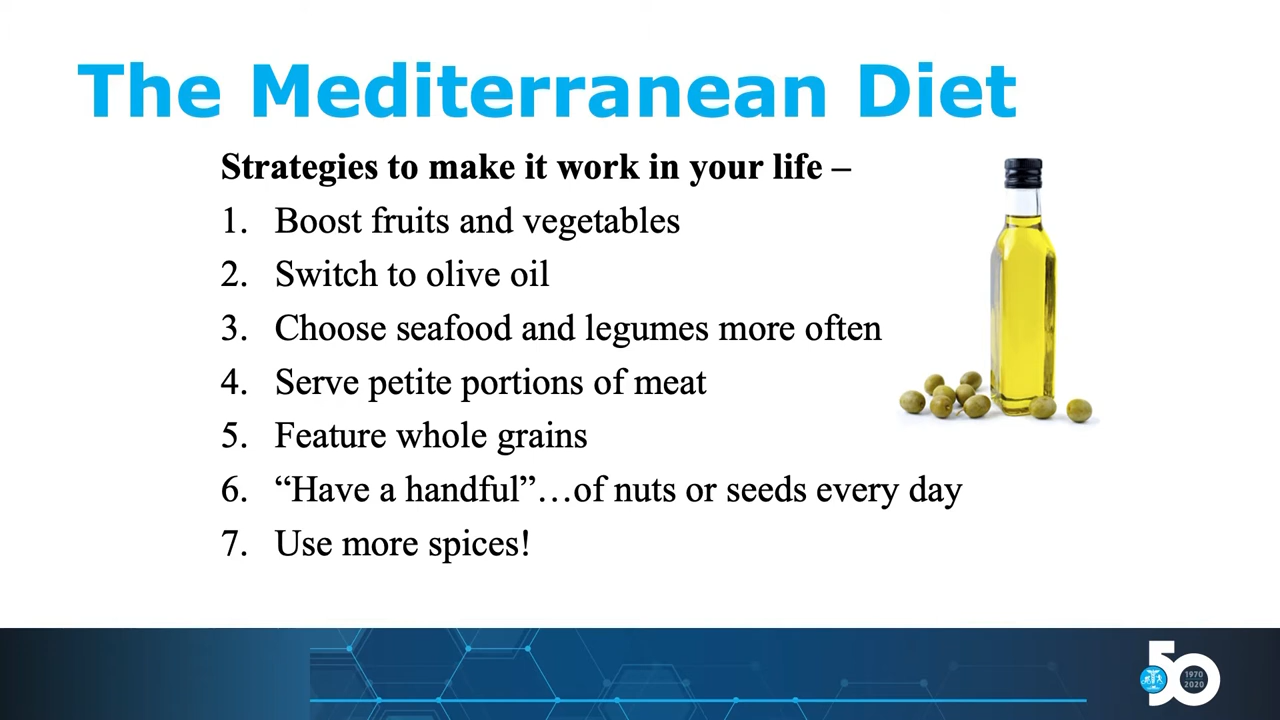 The Mediterranean Diet
Strategies to make it work in your life –
1. Boost fruits and vegetables
2. Switch to olive oil
3. Choose seafood and legumes more often
4. Serve petite portions of meat
5. Feature whole grains
6. “Have a handful”…of nuts or seeds every day
7. Use more spices!
50
1970
2020